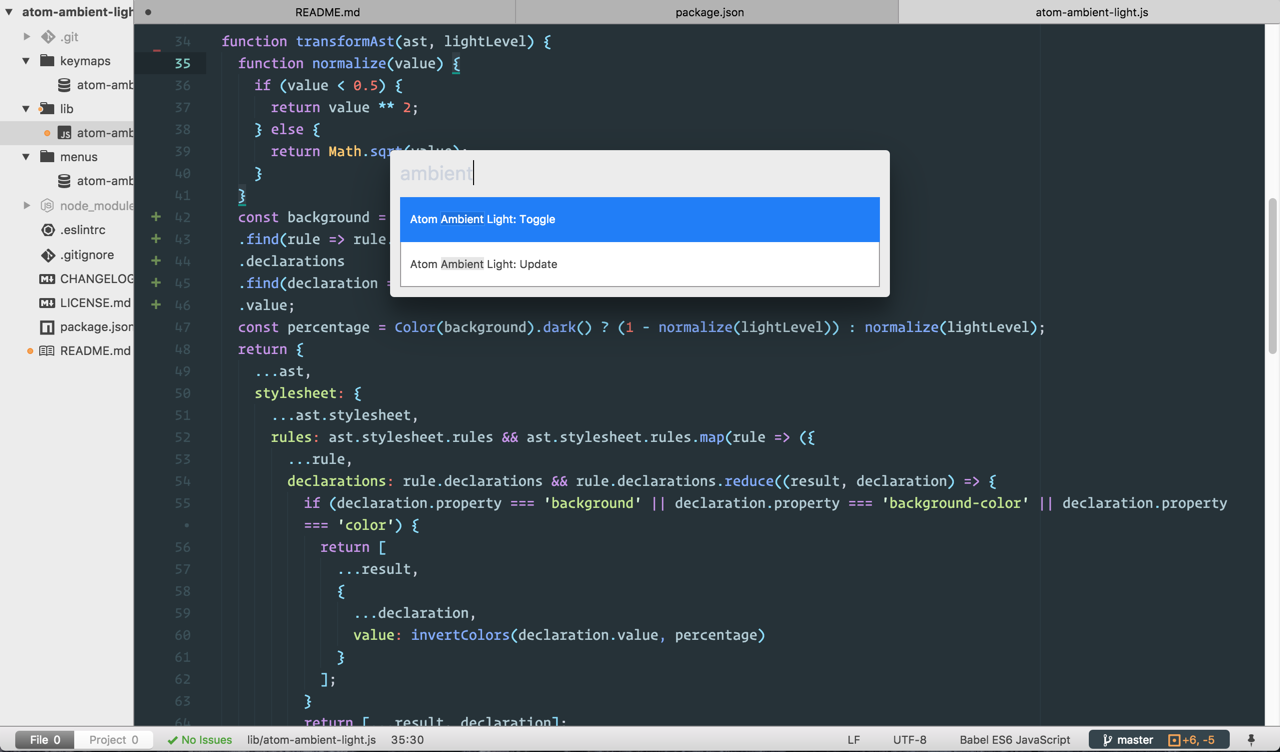 atom-ambient-ligh
README.md
package.json
atom-ambient-light.js
.git
keymaps
atom-amb
lib
atom-amb
menus
atom-amb
node_module
.eslintrc
.gitignore
CHANGELOG
LICENSE.md
package.json
README.md
34 function transformAst(ast, lightLevel) {
35 function normalize(value) {
36 if (value < 0.5) {
37 return value ** 2;
38 } else {
39 return Math.sqrt(value);
40 }
41 }
42 const background =
43 .find(rule => rule.
44 .declarations
45 .find(declaration =
46 .value;
47 const percentage = Color(background).dark() ? (1 - normalize(lightLevel)) : normalize(lightLevel);
48 return {
49 ...ast,
50 stylesheet: {
51 ...ast.stylesheet,
52 rules: ast.stylesheet.rules && ast.stylesheet.rules.map(rule => ({
53 ...rule,
54 declarations: rule.declarations && rule.declarations.reduce((result, declaration) => {
55 if (declaration.property === 'background' || declaration.property === 'background-color' || declaration.property
• === 'color') {
56 return [
57 ...result,
58 {
59 ...declaration,
60 value: invertColors(declaration.value, percentage)
61 }
62 ];
63 }
64 return [...result, declaration];
ambient
Atom Ambient Light: Toggle
Atom Ambient Light: Update
File 0 Project 0 No Issues lib/atom-ambient-light.js 35:30 LF UTF-8 Babel ES6 JavaScript master +6, -5